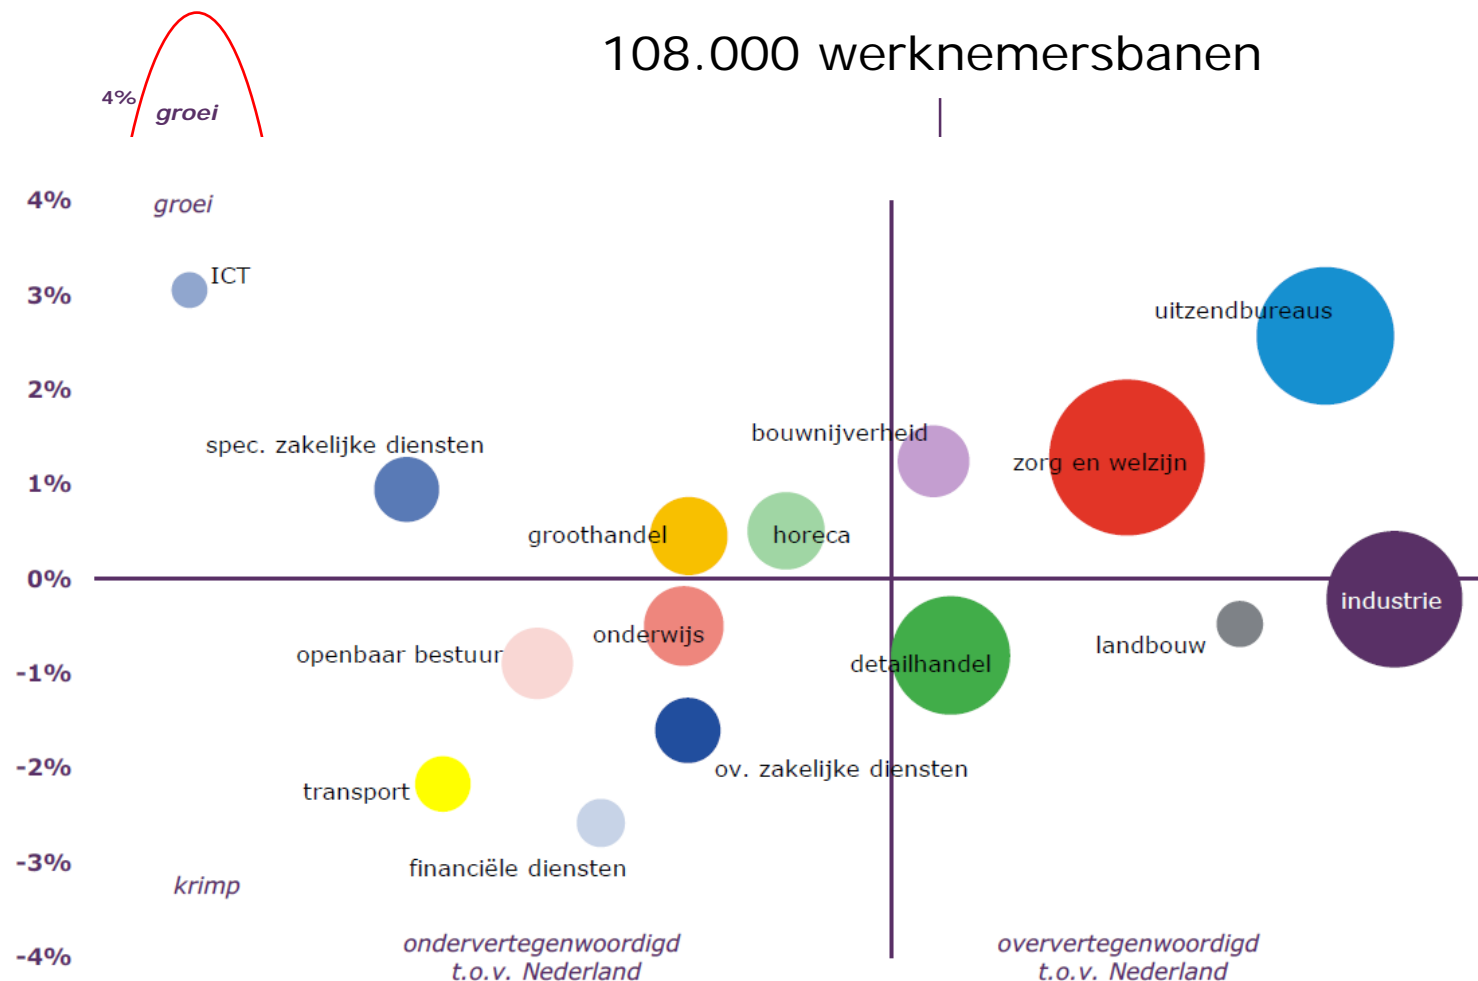 108.000 werknemersbanen
4%
groei
4%
groei
ICT
3%
uitzendbureaus
2%
bouwnijverheid
spec. zakelijke diensten
zorg en welzijn
1%
groothandel
horeca
0%
industrie
onderwijs
landbouw
openbaar bestuur
detailhandel
-1%
-2%
ov. zakelijke diensten
transport
-3%
financiële diensten
krimp
ondervertegenwoordigd
t.o.v. Nederland
oververtegenwoordigd
t.o.v. Nederland
-4%